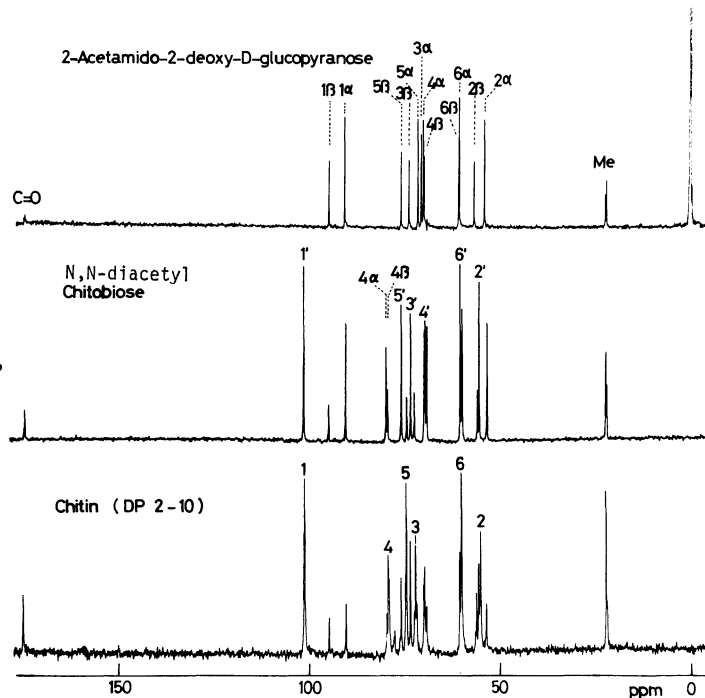 2-Acetamido-2-deoxy-D-glucopyranose
3α
5α 4α 6α
1β 1α 5β 3β 2β 2α
4β 6β
C=O
Me
N,N-diacetyl
Chitobiose
1'
4α 4β
5' 3' 4'
6'
2'
Chitin (DP 2-10)
1
4
5
3
6
2
150 100 50 ppm 0